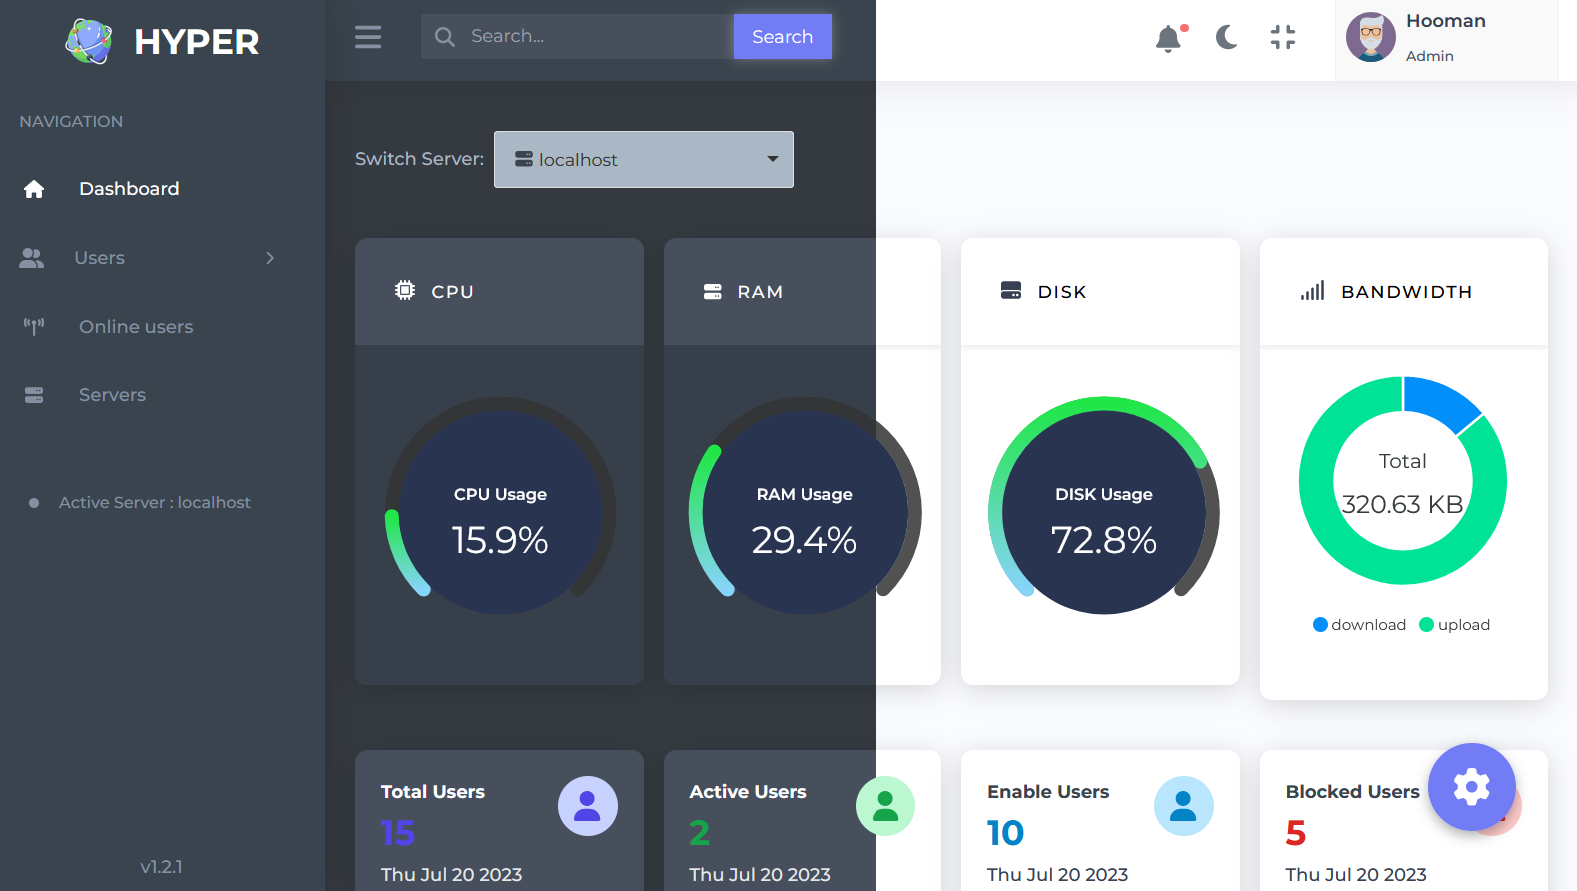 HYPER
Search...
Search
Hooman
Admin
NAVIGATION
Dashboard
Users
Online users
Servers
Active Server : localhost
v1.2.1
Switch Server:
localhost
CPU
RAM
DISK
BANDWIDTH
CPU Usage
15.9%
RAM Usage
29.4%
DISK Usage
72.8%
Total
320.63 KB
download
upload
Total Users
15
Thu Jul 20 2023
Active Users
2
Thu Jul 20 2023
Enable Users
10
Thu Jul 20 2023
Blocked Users
5
Thu Jul 20 2023